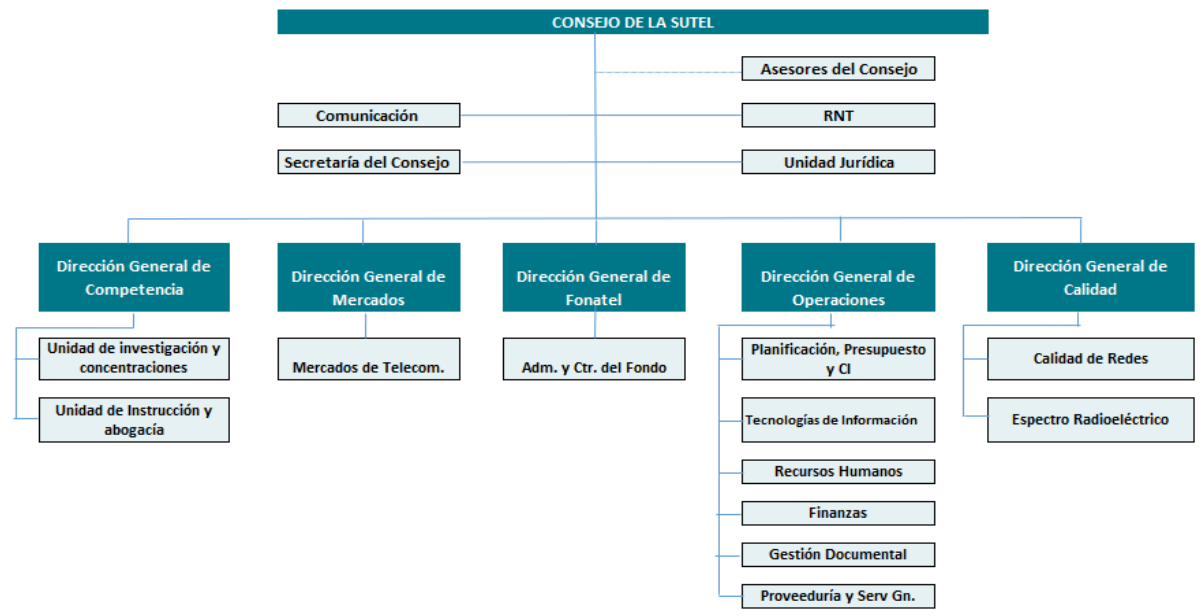 CONSEJO DE LA SUTEL
Asesores del Consejo
Comunicación
RNT
Secretaría del Consejo
Unidad Jurídica
Dirección General de
Competencia
Dirección General de
Mercados
Dirección General de
Fonatel
Dirección General de
Operaciones
Dirección General de
Calidad
Unidad de investigación y
concentraciones
Unidad de Instrucción y
abogacía
Mercados de Telecom.
Adm. y Ctr. del Fondo
Planificación, Presupuesto
y CI
Tecnologías de Información
Recursos Humanos
Finanzas
Gestión Documental
Proveeduría y Serv Gn.
Calidad de Redes
Espectro Radioeléctrico